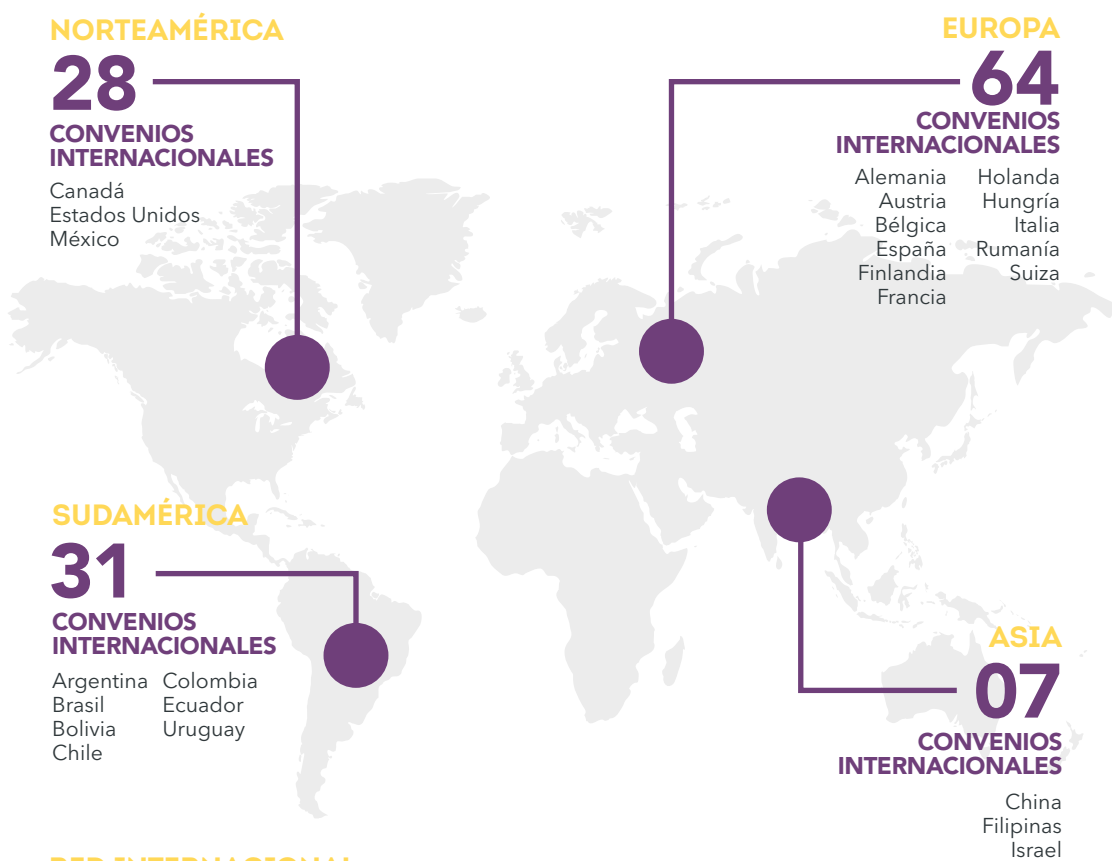 NORTEAMÉRICA
28
CONVENIOS
INTERNACIONALES
Canadá
Estados Unidos
México
EUROPA
64
CONVENIOS
INTERNACIONALES
Alemania
Austria
Bélgica
España
Finlandia
Francia
Holanda
Hungría
Italia
Rumanía
Suiza
SUDAMÉRICA
31
CONVENIOS
INTERNACIONALES
Argentina
Brasil
Bolivia
Chile
Colombia
Ecuador
Uruguay
ASIA
07
CONVENIOS
INTERNACIONALES
China
Filipinas
Israel
RED INTERNACIONAL